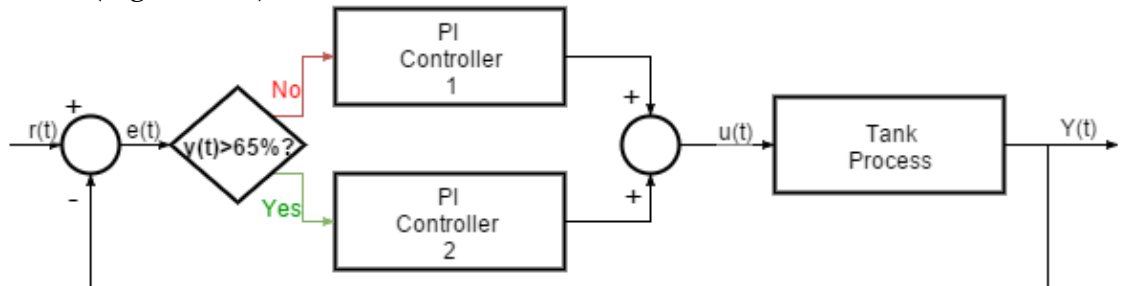 PI
Controller
1
No
+
+
r(t)
e(t)
y(t)>65%?
u(t)
Tank
Process
Y(t)
-
Yes
+
PI
Controller
2